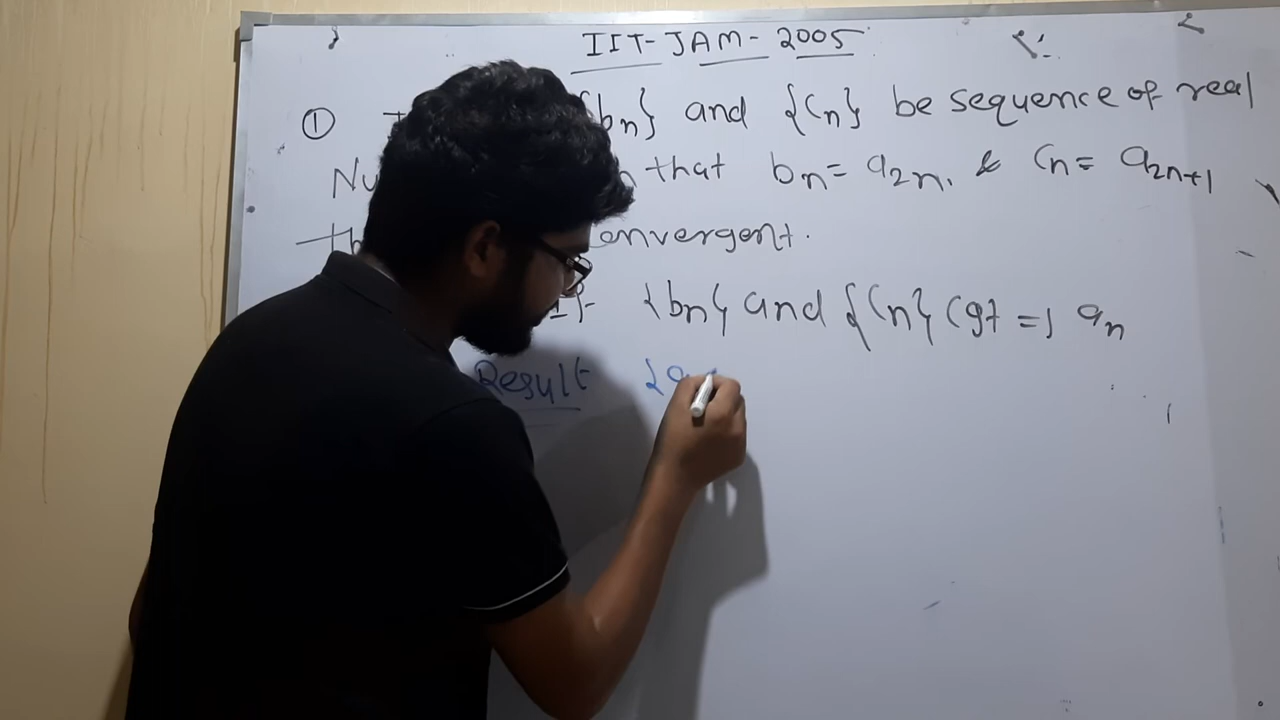 IIT-JAM-2005
① {bn} and {Cn} be sequence of real
that bn = a2n. & Cn = a2n+1
onvergent.
{bn} and {Cn} Cgt => an
Result {a